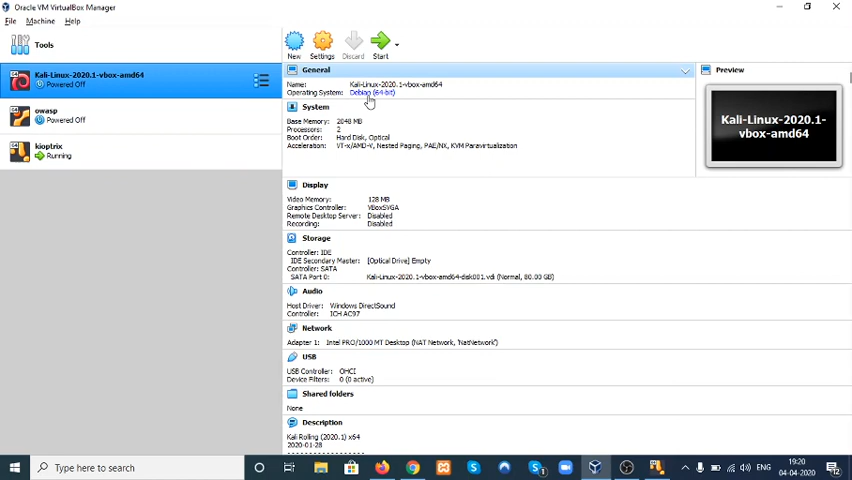 Oracle VM VirtualBox Manager
File Machine Help
Tools
Kali-Linux-2020.1-vbox-amd64
Powered Off
owasp
Powered Off
kioptrix
Running
New Settings Discard Start
General
Name: Kali-Linux-2020.1-vbox-amd64
Operating System: Debian (64-bit)
System
Base Memory: 2048 MB
Processors: 2
Boot Order: Hard Disk, Optical
Acceleration: VT-x/AMD-V, Nested Paging, PAE/NX, KVM Paravirtualization
Display
Video Memory: 128 MB
Graphics Controller: VBoxSVGA
Remote Desktop Server: Disabled
Recording: Disabled
Storage
Controller: IDE
IDE Secondary Master: [Optical Drive] Empty
Controller: SATA
SATA Port 0: Kali-Linux-2020.1-vbox-amd64-disk001.vdi (Normal, 80.00 GB)
Audio
Host Driver: Windows DirectSound
Controller: ICH AC97
Network
Adapter 1: Intel PRO/1000 MT Desktop (NAT Network, 'NatNetwork')
USB
USB Controller: OHCI
Device Filters: 0 (0 active)
Shared folders
None
Description
Kali Rolling (2020.1) x64
2020-01-28
- - - - - - - - - - - - - - - - - - - -
Preview
Kali-Linux-2020.1-
vbox-amd64
Type here to search
ENG
19:20
04-04-2020
12